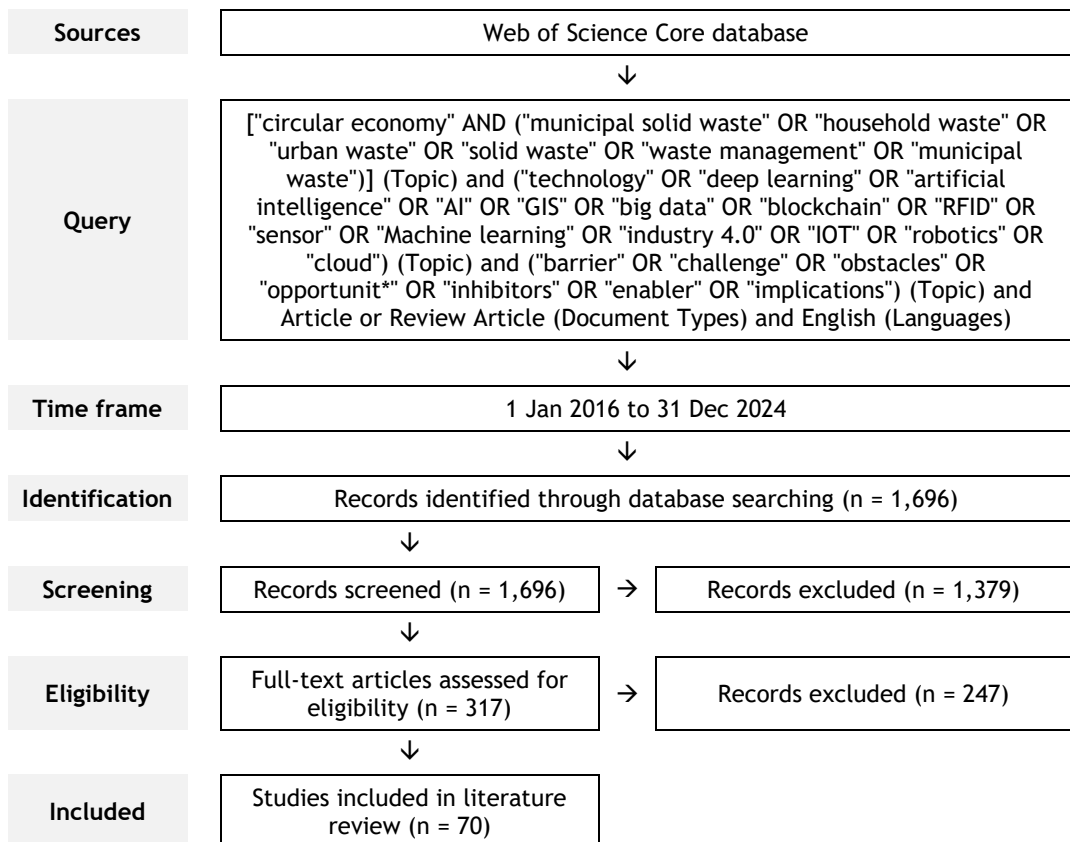 Sources
Web of Science Core database
↓
Query
["circular economy" AND ("municipal solid waste" OR "household waste" OR
"urban waste" OR "solid waste" OR "waste management" OR "municipal
waste")] (Topic) and ("technology" OR "deep learning" OR "artificial
intelligence" OR "AI" OR "GIS" OR "big data" OR "blockchain" OR "RFID" OR
"sensor" OR "Machine learning" OR "industry 4.0" OR "IOT" OR "robotics" OR
"cloud") (Topic) and ("barrier" OR "challenge" OR "obstacles" OR
"opportunit*" OR "inhibitors" OR "enabler" OR "implications") (Topic) and
Article or Review Article (Document Types) and English (Languages)
↓
Time frame
1 Jan 2016 to 31 Dec 2024
↓
Identification
Records identified through database searching (n = 1,696)
↓
Screening
Records screened (n = 1,696)
→
Records excluded (n = 1,379)
↓
Eligibility
Full-text articles assessed for
eligibility (n = 317)
→
Records excluded (n = 247)
↓
Included
Studies included in literature
review (n = 70)